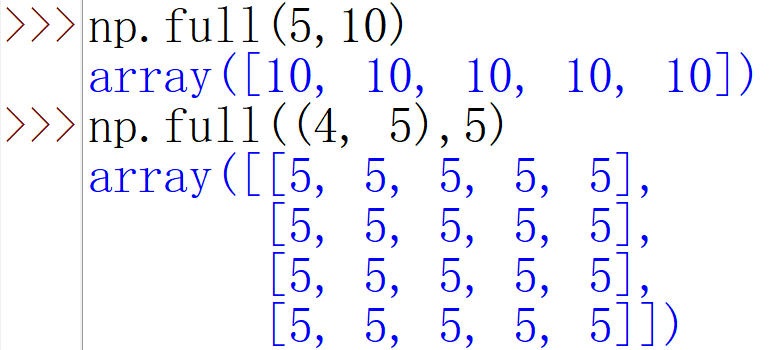 >>> np.full(5,10)
array([10, 10, 10, 10, 10])
>>> np.full((4, 5),5)
array([[5, 5, 5, 5, 5],
       [5, 5, 5, 5, 5],
       [5, 5, 5, 5, 5],
       [5, 5, 5, 5, 5]])